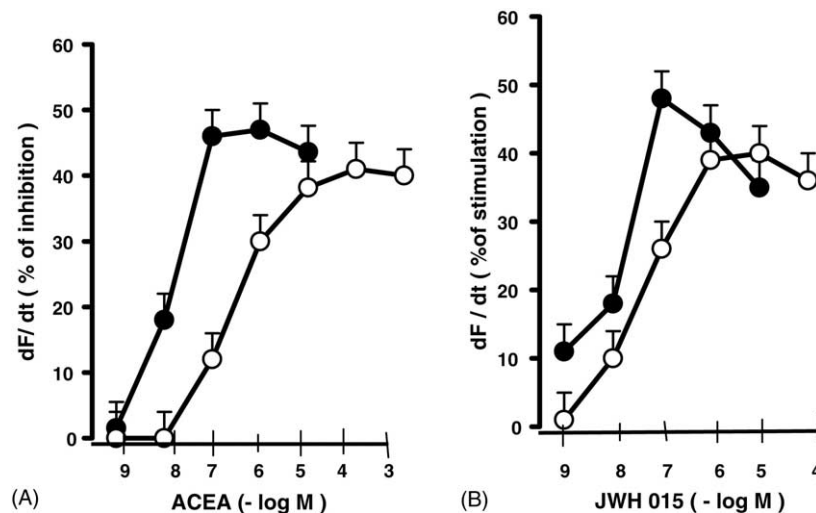 60
50
40
30
20
10
0
dF/ dt ( % of inhibition )
9 8 7 6 5 4 3
(A) ACEA (- log M )
60
50
40
30
20
10
0
dF / dt ( %of stimulation)
9 8 7 6 5 4
(B) JWH 015 ( - log M )